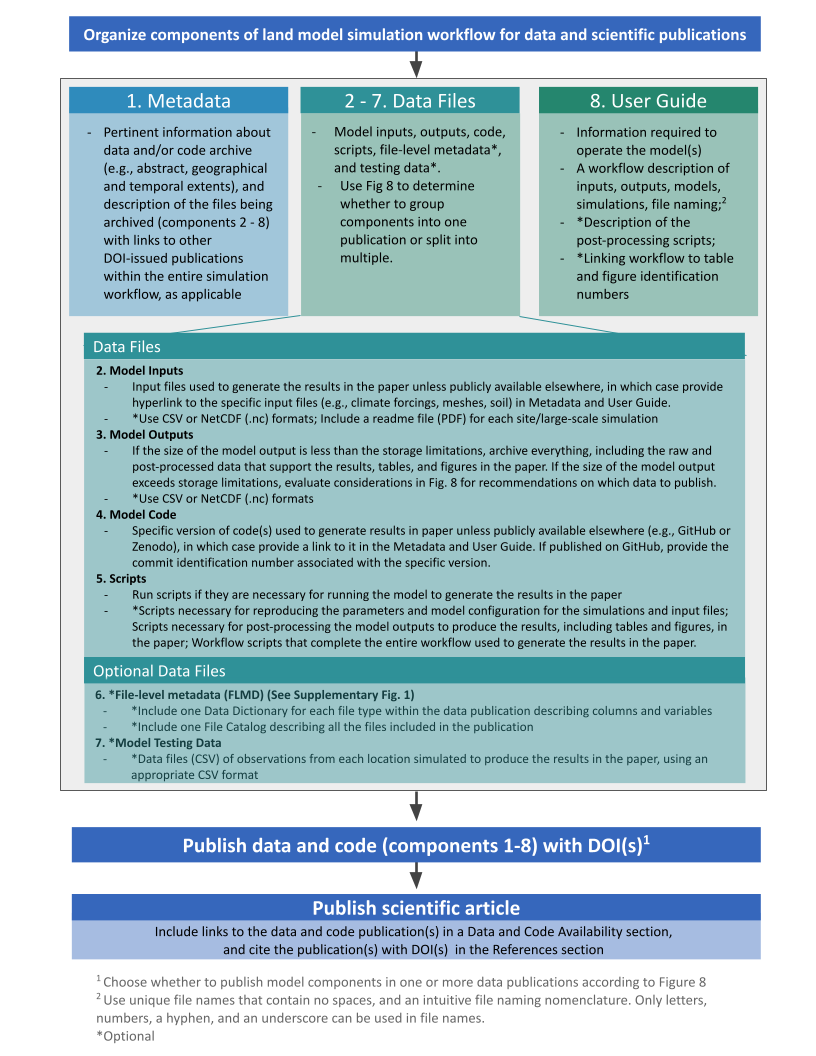 Organize components of land model simulation workflow for data and scientific publications
1. Metadata
- Pertinent information about
data and/or code archive
(e.g., abstract, geographical
and temporal extents), and
description of the files being
archived (components 2 - 8)
with links to other
DOI-issued publications
within the entire simulation
workflow, as applicable
2 - 7. Data Files
- Model inputs, outputs, code,
scripts, file-level metadata*,
and testing data*.
- Use Fig 8 to determine
whether to group
components into one
publication or split into
multiple.
8. User Guide
- Information required to
operate the model(s)
- A workflow description of
inputs, outputs, models,
simulations, file naming;2
- *Description of the
post-processing scripts;
- *Linking workflow to table
and figure identification
numbers
Data Files
2. Model Inputs
- Input files used to generate the results in the paper unless publicly available elsewhere, in which case provide
hyperlink to the specific input files (e.g., climate forcings, meshes, soil) in Metadata and User Guide.
- *Use CSV or NetCDF (.nc) formats; Include a readme file (PDF) for each site/large-scale simulation
3. Model Outputs
- If the size of the model output is less than the storage limitations, archive everything, including the raw and
post-processed data that support the results, tables, and figures in the paper. If the size of the model output
exceeds storage limitations, evaluate considerations in Fig. 8 for recommendations on which data to publish.
- *Use CSV or NetCDF (.nc) formats
4. Model Code
- Specific version of code(s) used to generate results in paper unless publicly available elsewhere (e.g., GitHub or
Zenodo), in which case provide a link to it in the Metadata and User Guide. If published on GitHub, provide the
commit identification number associated with the specific version.
5. Scripts
- Run scripts if they are necessary for running the model to generate the results in the paper
- *Scripts necessary for reproducing the parameters and model configuration for the simulations and input files;
Scripts necessary for post-processing the model outputs to produce the results, including tables and figures, in
the paper; Workflow scripts that complete the entire workflow used to generate the results in the paper.
Optional Data Files
6. *File-level metadata (FLMD) (See Supplementary Fig. 1)
- *Include one Data Dictionary for each file type within the data publication describing columns and variables
- *Include one File Catalog describing all the files included in the publication
7. *Model Testing Data
- *Data files (CSV) of observations from each location simulated to produce the results in the paper, using an
appropriate CSV format
Publish data and code (components 1-8) with DOI(s)1
Publish scientific article
Include links to the data and code publication(s) in a Data and Code Availability section,
and cite the publication(s) with DOI(s) in the References section
1 Choose whether to publish model components in one or more data publications according to Figure 8
2 Use unique file names that contain no spaces, and an intuitive file naming nomenclature. Only letters,
numbers, a hyphen, and an underscore can be used in file names.
*Optional